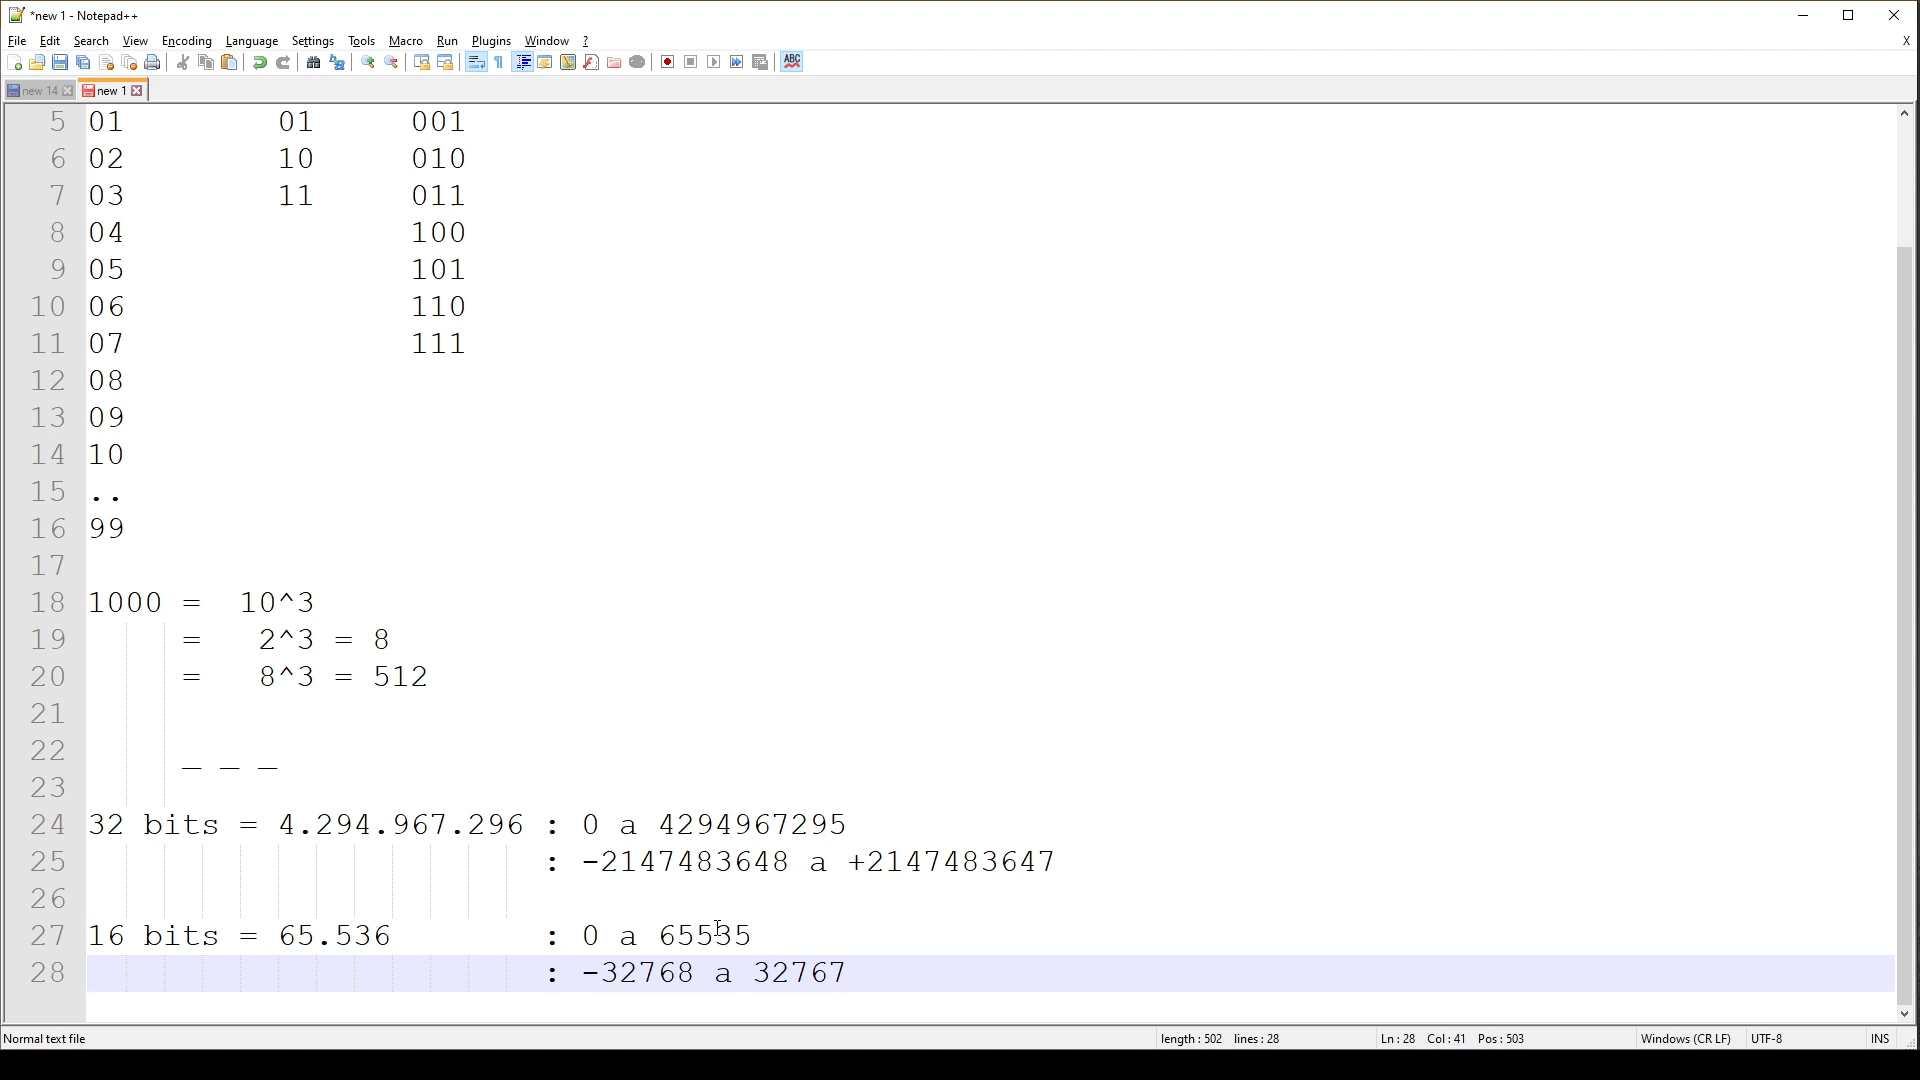 *new 1 - Notepad++
File Edit Search View Encoding Language Settings Tools Macro Run Plugins Window ? X
ABC
new 14 new 1
5 01 01 001
6 02 10 010
7 03 11 011
8 04 100
9 05 101
10 06 110
11 07 111
12 08
13 09
14 10
15 ..
16 99
17
18 1000 = 10^3
19 = 2^3 = 8
20 = 8^3 = 512
21
22 _ _ _
23
24 32 bits = 4.294.967.296 : 0 a 4294967295
25 : -2147483648 a +2147483647
26
27 16 bits = 65.536 : 0 a 65535
28 : -32768 a 32767
Normal text file length : 502 lines : 28 Ln : 28 Col : 41 Pos : 503 Windows (CR LF) UTF-8 INS